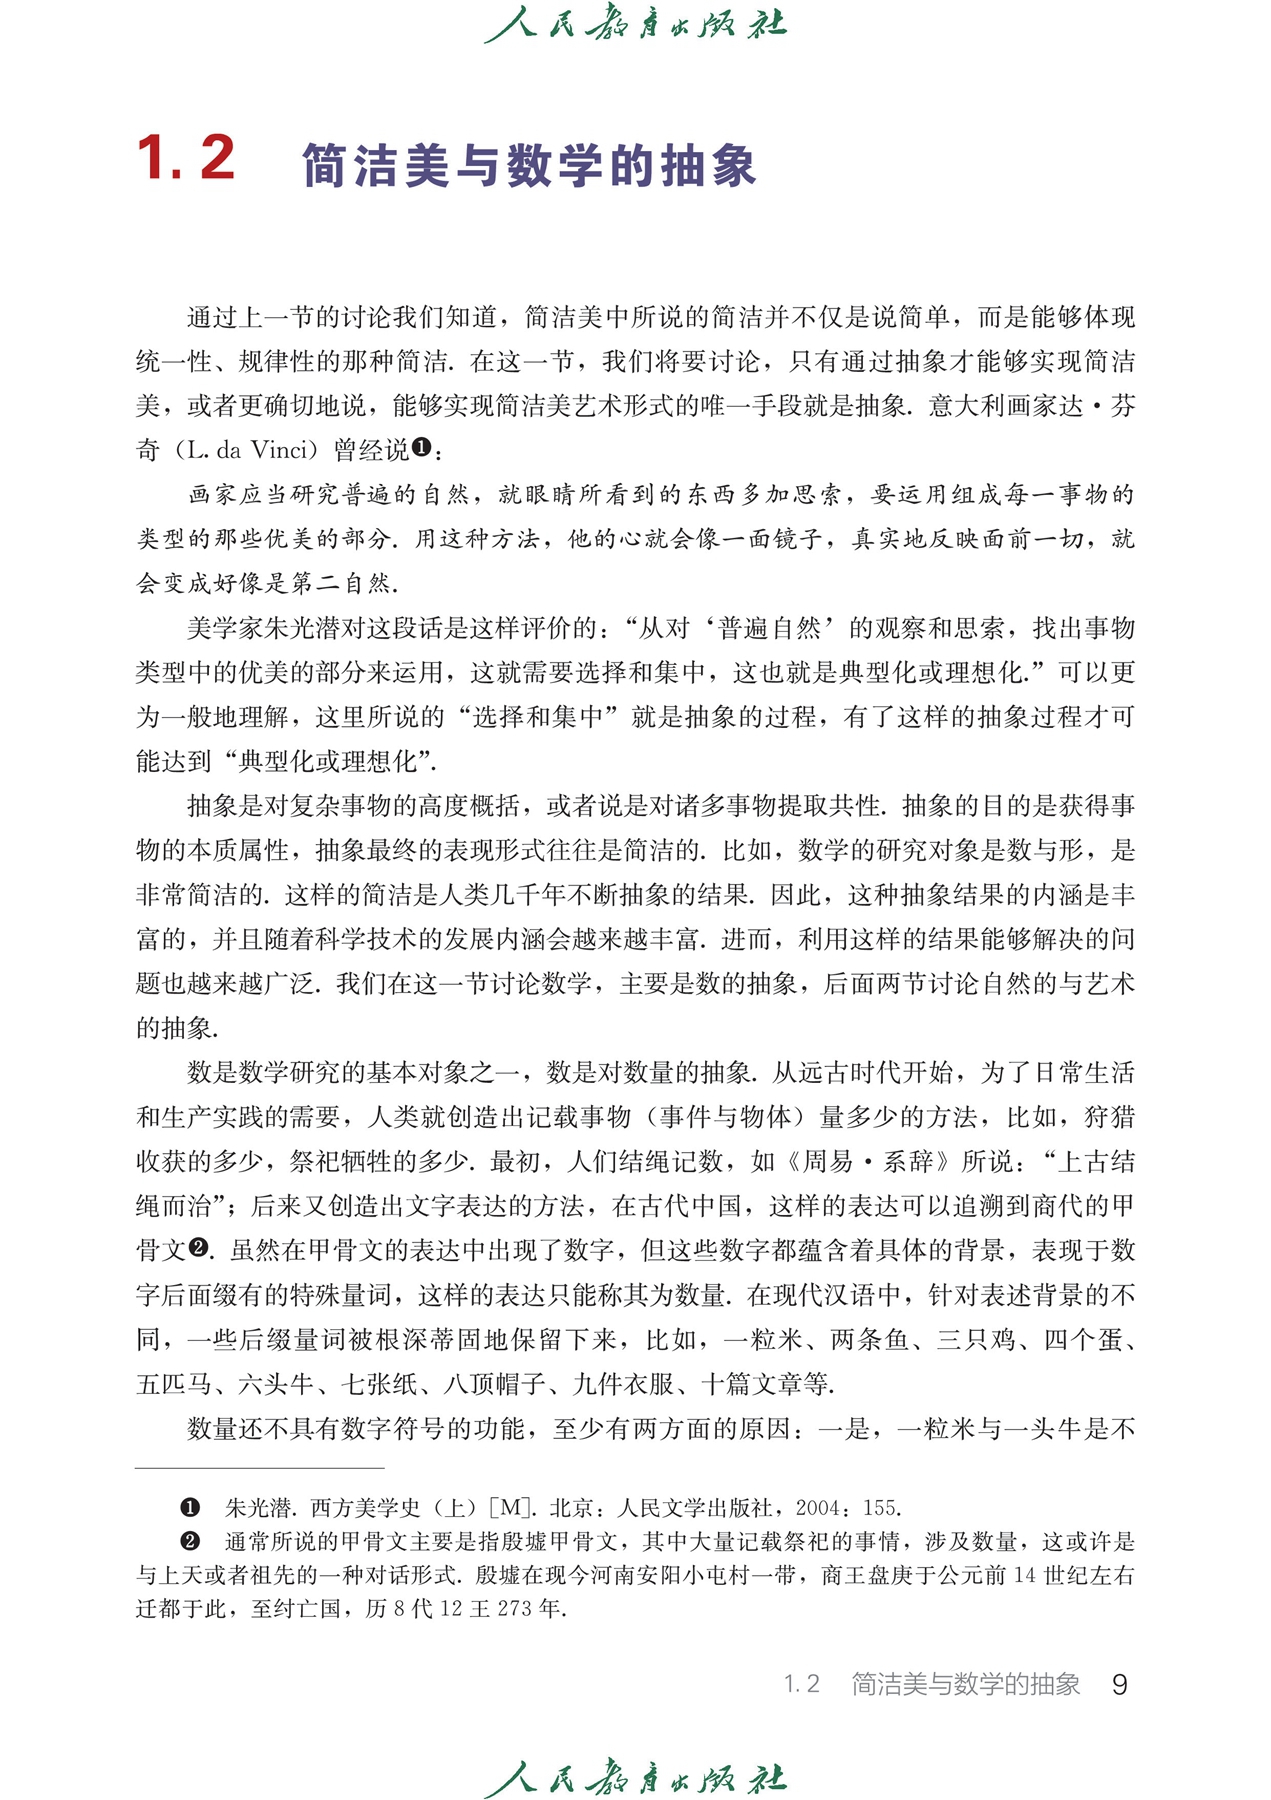 人民教育出版社
1.2 简洁美与数学的抽象
通过上一节的讨论我们知道，简洁美中所说的简洁并不仅是说简单，而是能够体现
统一性、规律性的那种简洁. 在这一节，我们将要讨论，只有通过抽象才能够实现简洁
美，或者更确切地说，能够实现简洁美艺术形式的唯一手段就是抽象. 意大利画家达·芬
奇（L. da Vinci）曾经说❶：
画家应当研究普遍的自然，就眼睛所看到的东西多加思索，要运用组成每一事物的
类型的那些优美的部分. 用这种方法，他的心就会像一面镜子，真实地反映面前一切，就
会变成好像是第二自然.
美学家朱光潜对这段话是这样评价的：“从对‘普遍自然’的观察和思索，找出事物
类型中的优美的部分来运用，这就需要选择和集中，这也就是典型化或理想化.”可以更
为一般地理解，这里所说的“选择和集中”就是抽象的过程，有了这样的抽象过程才可
能达到“典型化或理想化”.
抽象是对复杂事物的高度概括，或者说是对诸多事物提取共性. 抽象的目的是获得事
物的本质属性，抽象最终的表现形式往往是简洁的. 比如，数学的研究对象是数与形，是
非常简洁的. 这样的简洁是人类几千年不断抽象的结果. 因此，这种抽象结果的内涵是丰
富的，并且随着科学技术的发展内涵会越来越丰富. 进而，利用这样的结果能够解决的问
题也越来越广泛. 我们在这一节讨论数学，主要是数的抽象，后面两节讨论自然的与艺术
的抽象.
数是数学研究的基本对象之一，数是对数量的抽象. 从远古时代开始，为了日常生活
和生产实践的需要，人类就创造出记载事物（事件与物体）量多少的方法，比如，狩猎
收获的多少，祭祀牺牲的多少. 最初，人们结绳记数，如《周易·系辞》所说：“上古结
绳而治”；后来又创造出文字表达的方法，在古代中国，这样的表达可以追溯到商代的甲
骨文❷. 虽然在甲骨文的表达中出现了数字，但这些数字都蕴含着具体的背景，表现于数
字后面缀有的特殊量词，这样的表达只能称其为数量. 在现代汉语中，针对表述背景的不
同，一些后缀量词被根深蒂固地保留下来，比如，一粒米、两条鱼、三只鸡、四个蛋、
五匹马、六头牛、七张纸、八顶帽子、九件衣服、十篇文章等.
数量还不具有数字符号的功能，至少有两方面的原因：一是，一粒米与一头牛是不
❶ 朱光潜. 西方美学史（上）[M]. 北京：人民文学出版社，2004：155.
❷ 通常所说的甲骨文主要是指殷墟甲骨文，其中大量记载祭祀的事情，涉及数量，这或许是
与上天或者祖先的一种对话形式. 殷墟在现今河南安阳小屯村一带，商王盘庚于公元前 14 世纪左右
迁都于此，至纣亡国，历 8 代 12 王 273 年.
1.2 简洁美与数学的抽象 9
人民教育出版社